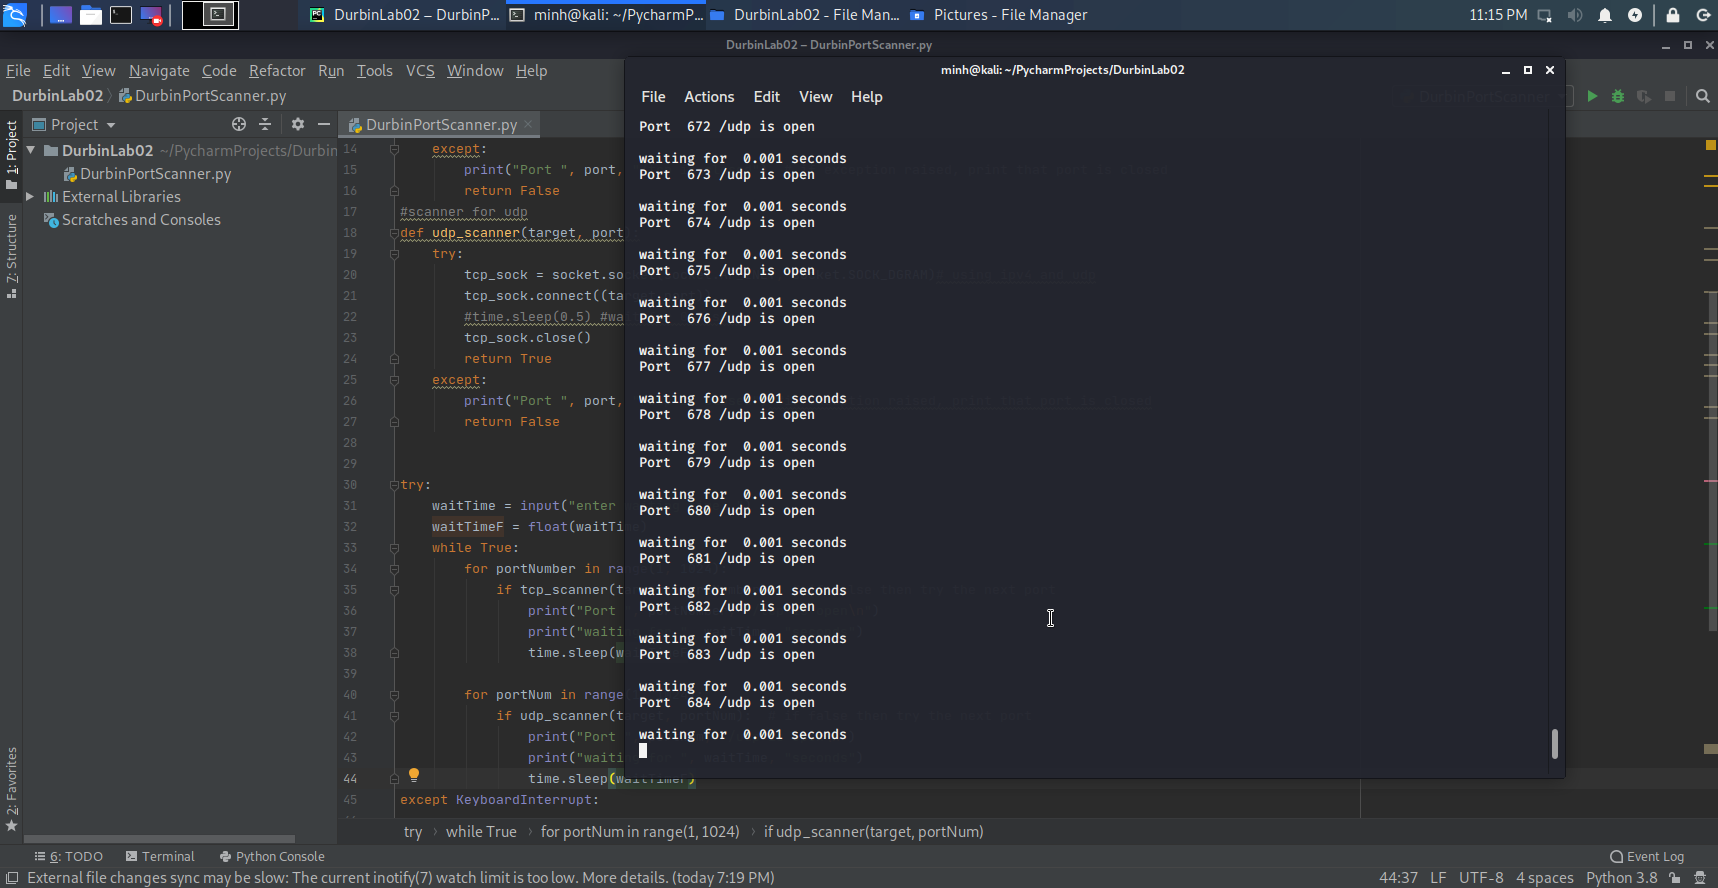 DurbinLab02 – DurbinP...
minh@kali: ~/PycharmP...
DurbinLab02 - File Man...
Pictures - File Manager
11:15 PM
DurbinLab02 – DurbinPortScanner.py
File Edit View Navigate Code Refactor Run Tools VCS Window Help
DurbinLab02 DurbinPortScanner.py
1: Project
7: Structure
2: Favorites
Project
DurbinLab02 ~/PycharmProjects/Durbin
DurbinPortScanner.py
External Libraries
Scratches and Consoles
DurbinPortScanner.py
14 except:
15 print("Port ", port,
16 return False
17 #scanner for udp
18 def udp_scanner(target, port
19 try:
20 tcp_sock = socket.so
21 tcp_sock.connect((ta
22 #time.sleep(0.5) #wa
23 tcp_sock.close()
24 return True
25 except:
26 print("Port ", port,
27 return False
28
29
30 try:
31 waitTime = input("enter
32 waitTimeF = float(waitTi
33 while True:
34 for portNumber in ra
35 if tcp_scanner(t
36 print("Port
37 print("waiti
38 time.sleep(w
39
40 for portNum in range
41 if udp_scanner(t
42 print("Port
43 print("waiti
44 time.sleep(waitTimeF)
45 except KeyboardInterrupt:
minh@kali: ~/PycharmProjects/DurbinLab02
File Actions Edit View Help
Port 672 /udp is open
waiting for 0.001 seconds
Port 673 /udp is open
waiting for 0.001 seconds
Port 674 /udp is open
waiting for 0.001 seconds
Port 675 /udp is open
waiting for 0.001 seconds
Port 676 /udp is open
waiting for 0.001 seconds
Port 677 /udp is open
waiting for 0.001 seconds
Port 678 /udp is open
waiting for 0.001 seconds
Port 679 /udp is open
waiting for 0.001 seconds
Port 680 /udp is open
waiting for 0.001 seconds
Port 681 /udp is open
waiting for 0.001 seconds
Port 682 /udp is open
waiting for 0.001 seconds
Port 683 /udp is open
waiting for 0.001 seconds
Port 684 /udp is open
waiting for 0.001 seconds
try › while True › for portNum in range(1, 1024) › if udp_scanner(target, portNum)
6: TODO Terminal Python Console Event Log
External file changes sync may be slow: The current inotify(7) watch limit is too low. More details. (today 7:19 PM)
44:37 LF UTF-8 4 spaces Python 3.8